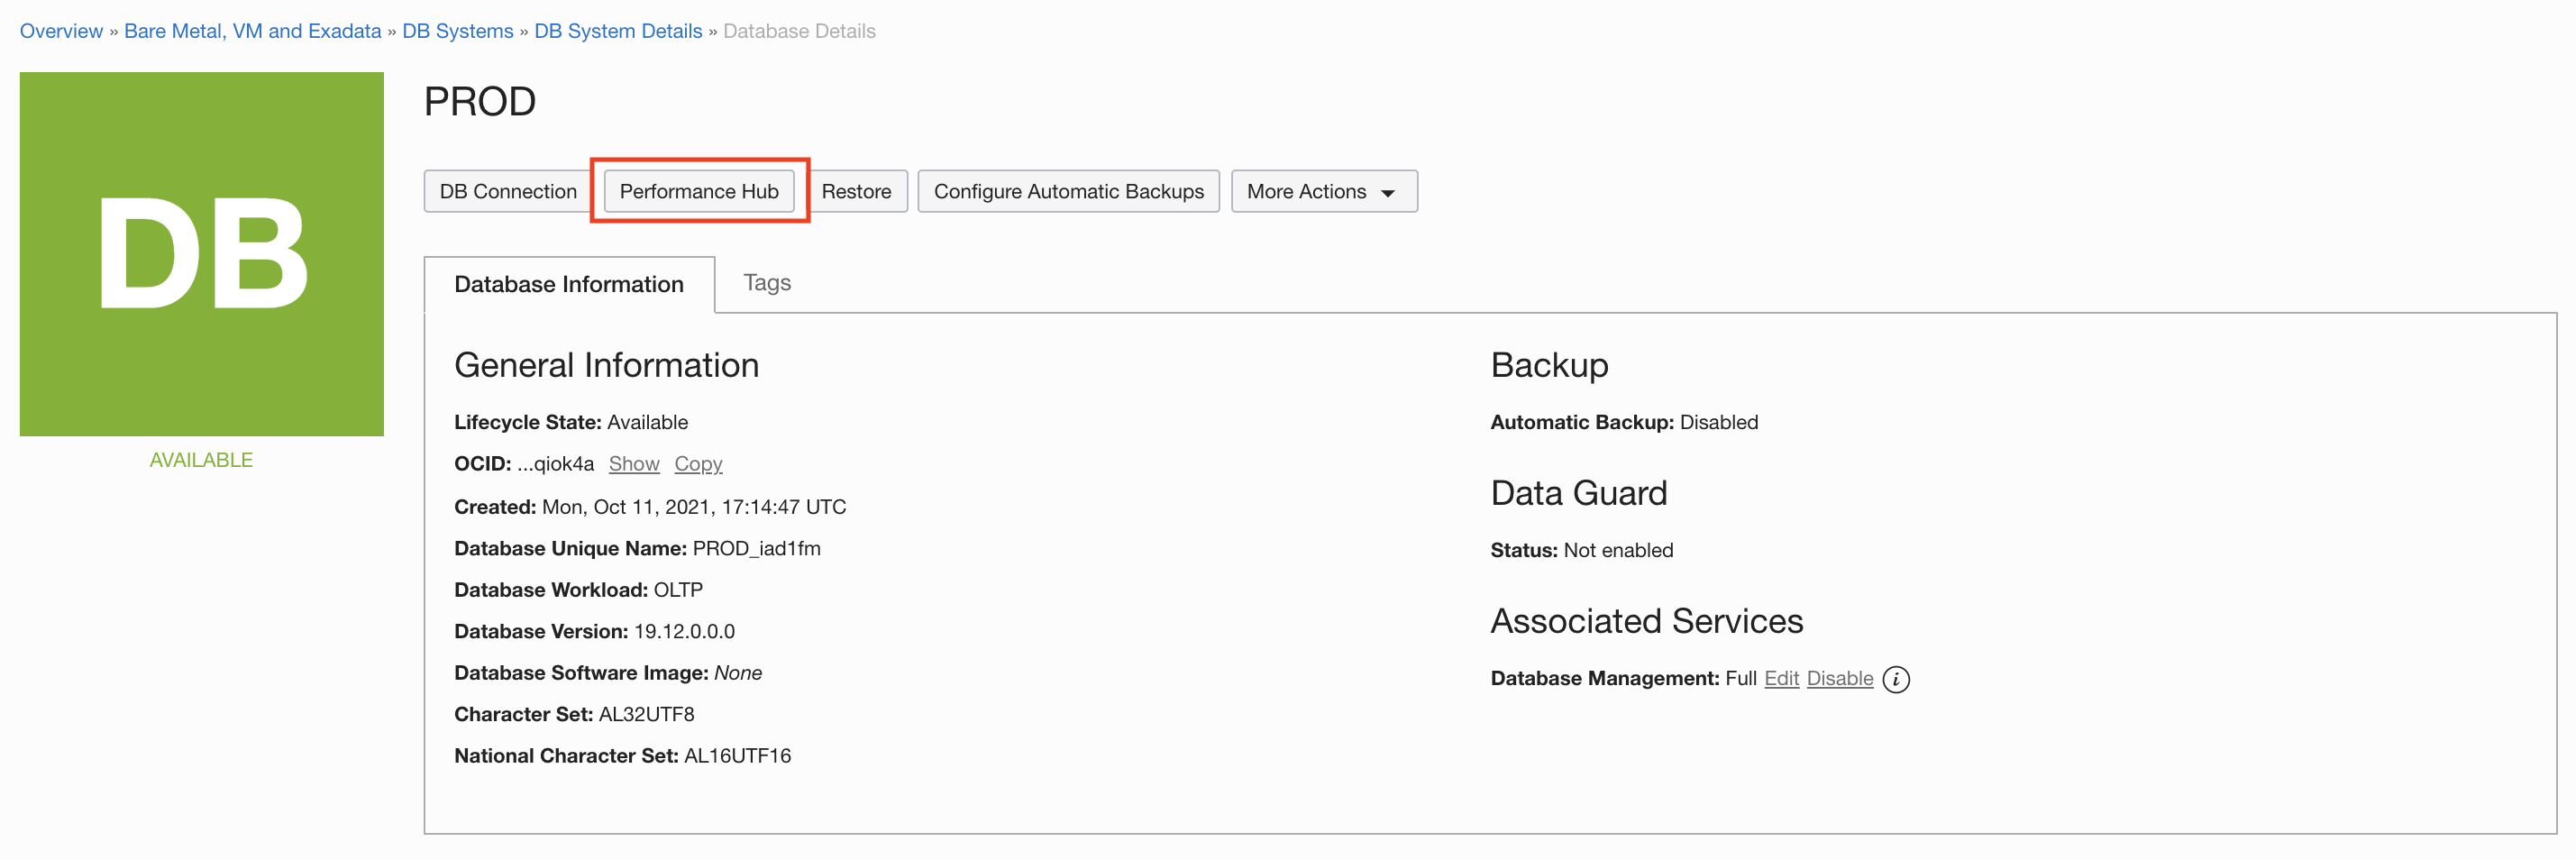 Overview » Bare Metal, VM and Exadata » DB Systems » DB System Details » Database Details
DB
AVAILABLE
PROD
DB Connection Performance Hub Restore Configure Automatic Backups More Actions
Database Information Tags
General Information
Lifecycle State: Available
OCID: ...qiok4a Show Copy
Created: Mon, Oct 11, 2021, 17:14:47 UTC
Database Unique Name: PROD_iad1fm
Database Workload: OLTP
Database Version: 19.12.0.0.0
Database Software Image: None
Character Set: AL32UTF8
National Character Set: AL16UTF16
Backup
Automatic Backup: Disabled
Data Guard
Status: Not enabled
Associated Services
Database Management: Full Edit Disable i